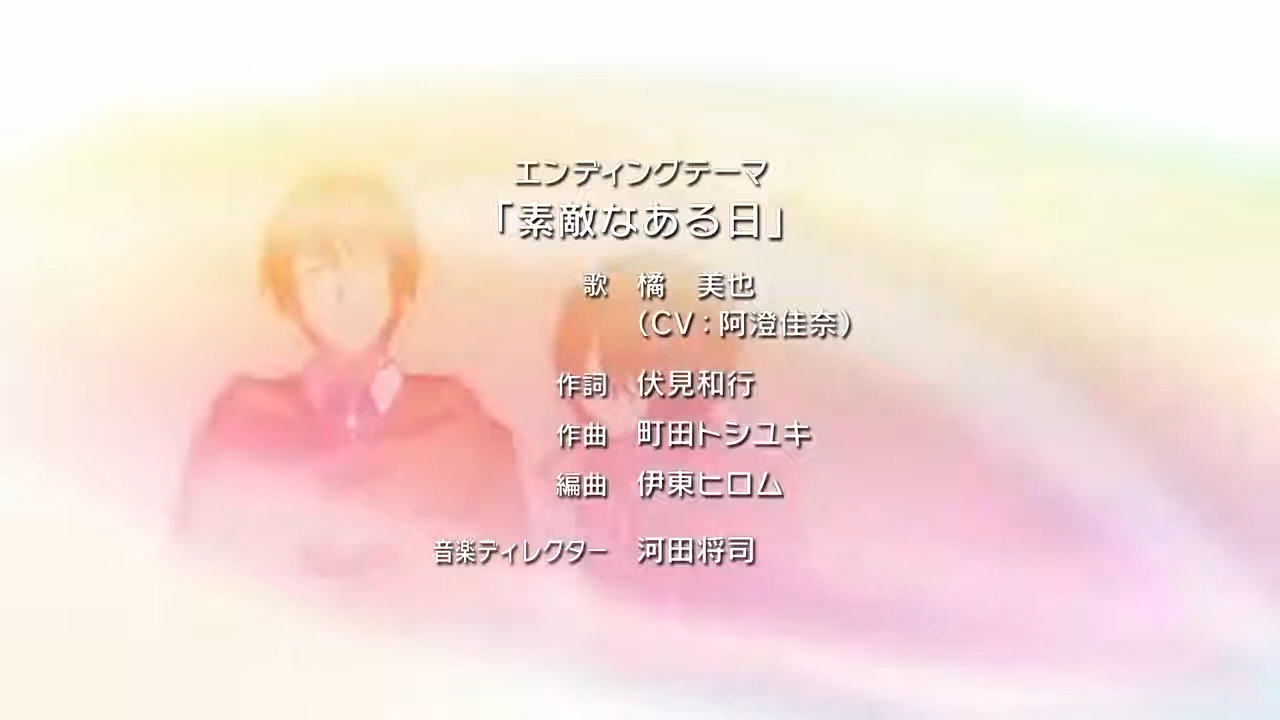 エンディングテーマ
「素敵なある日」
歌 橘 美也
（CV：阿澄佳奈）
作詞 伏見和行
作曲 町田トシユキ
編曲 伊東ヒロム
音楽ディレクター 河田将司